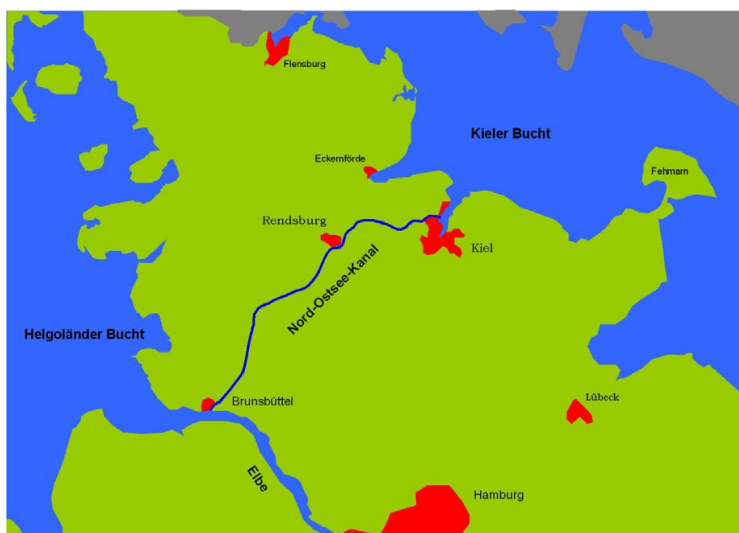 Flensburg
Kieler Bucht
Eckernförde
Fehmarn
Rendsburg
Kiel
Nord-Ostsee-Kanal
Helgoländer Bucht
Brunsbüttel
Lübeck
Elbe
Hamburg